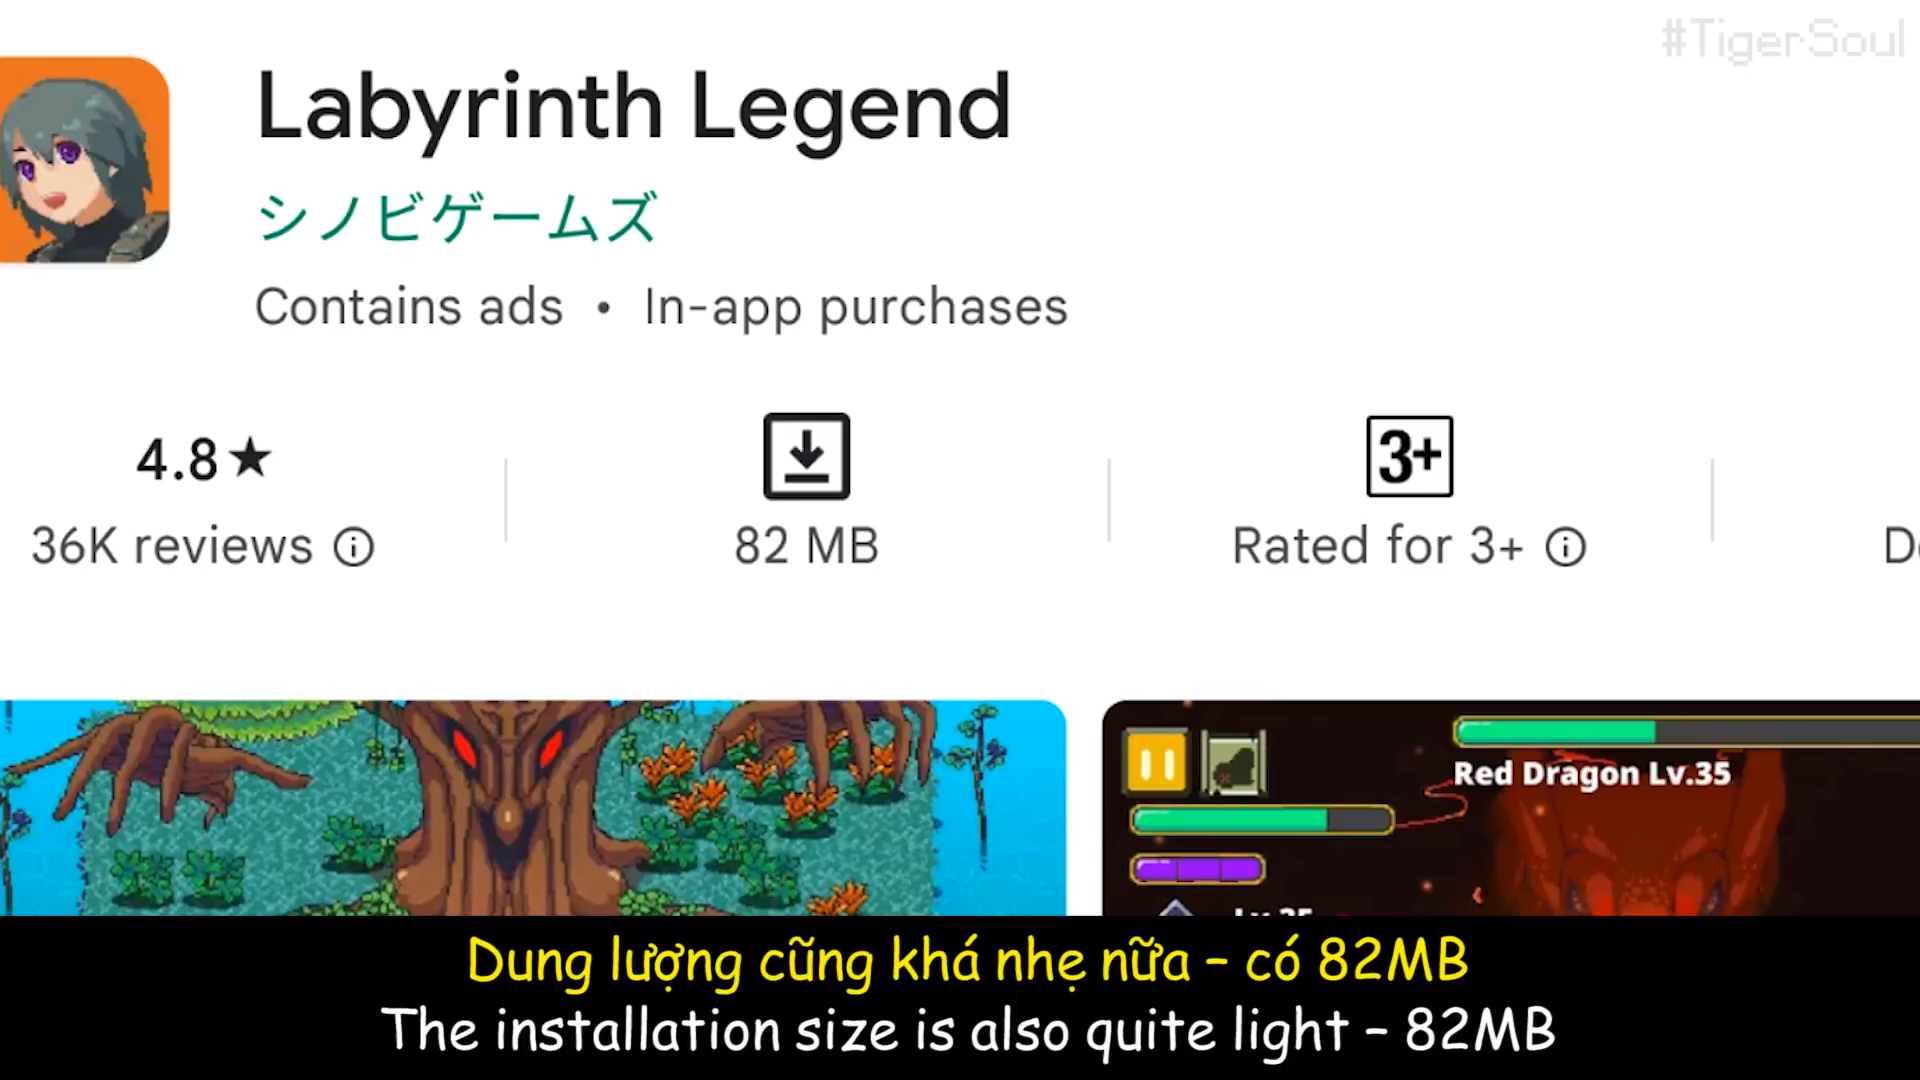 #TigerSoul
Labyrinth Legend
シノビゲームズ
Contains ads • In-app purchases
4.8★
3+
36K reviews
82 MB
Rated for 3+
Red Dragon Lv.35
Dung lượng cũng khá nhẹ nữa – có 82MB
The installation size is also quite light – 82MB